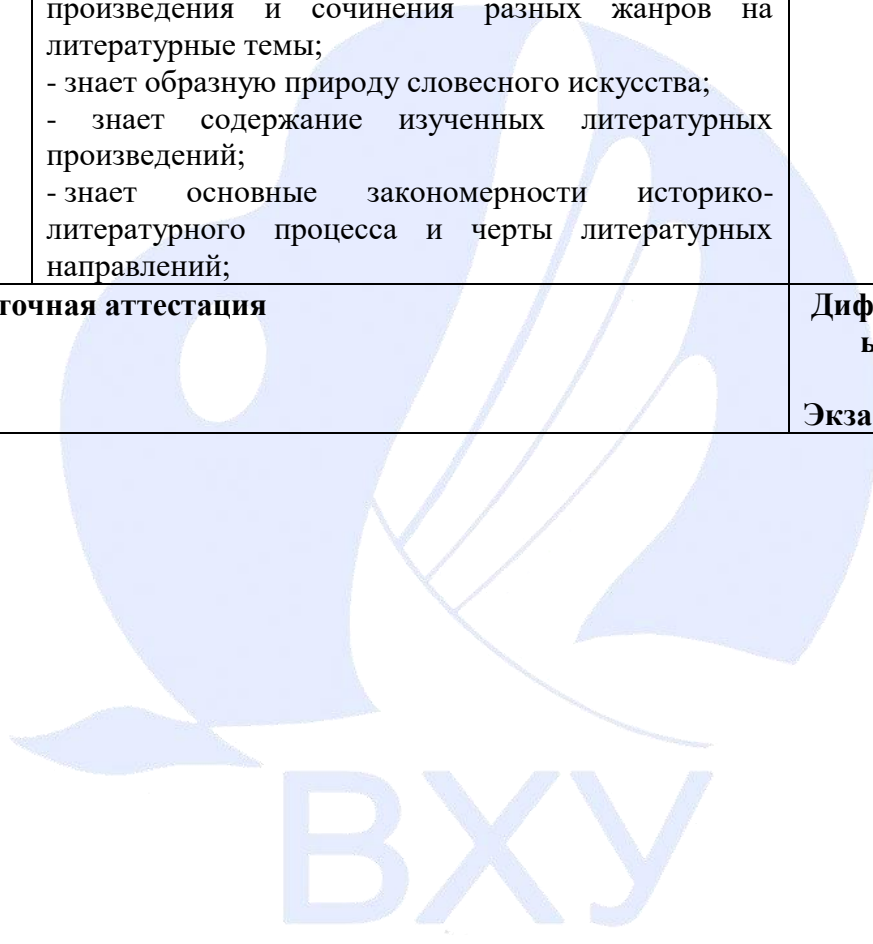 произведения и сочинения разных жанров на
литературные темы;
- знает образную природу словесного искусства;
- знает содержание изученных литературных
произведений;
- знает основные закономерности историко-
литературного процесса и черты литературных
направлений;
точная аттестация
Диф
ь
Экза
ВХУ